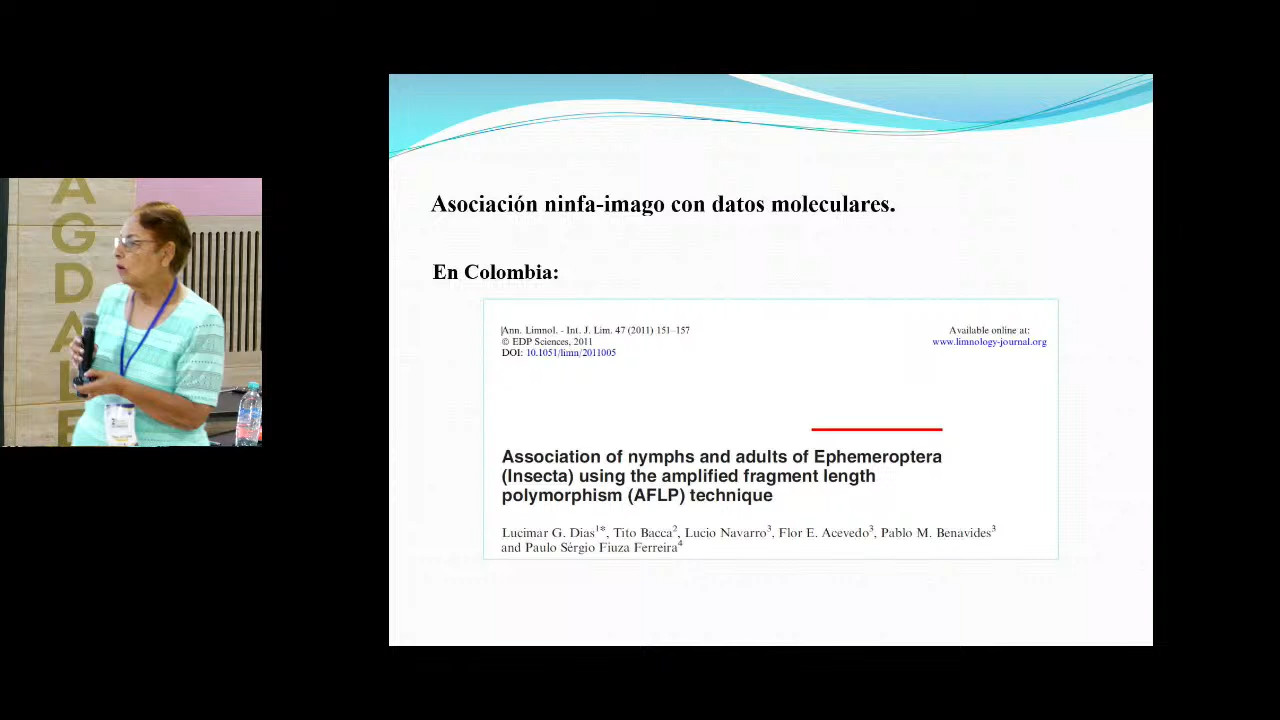 A
G
D
A
L
E
Asociación ninfa-imago con datos moleculares.
En Colombia:
Ann. Limnol. - Int. J. Lim. 47 (2011) 151–157
© EDP Sciences, 2011
DOI: 10.1051/limn/2011005
Available online at:
www.limnology-journal.org
Association of nymphs and adults of Ephemeroptera
(Insecta) using the amplified fragment length
polymorphism (AFLP) technique
Lucimar G. Dias1*, Tito Bacca2, Lucio Navarro3, Flor E. Acevedo3, Pablo M. Benavides3
and Paulo Sérgio Fiuza Ferreira4